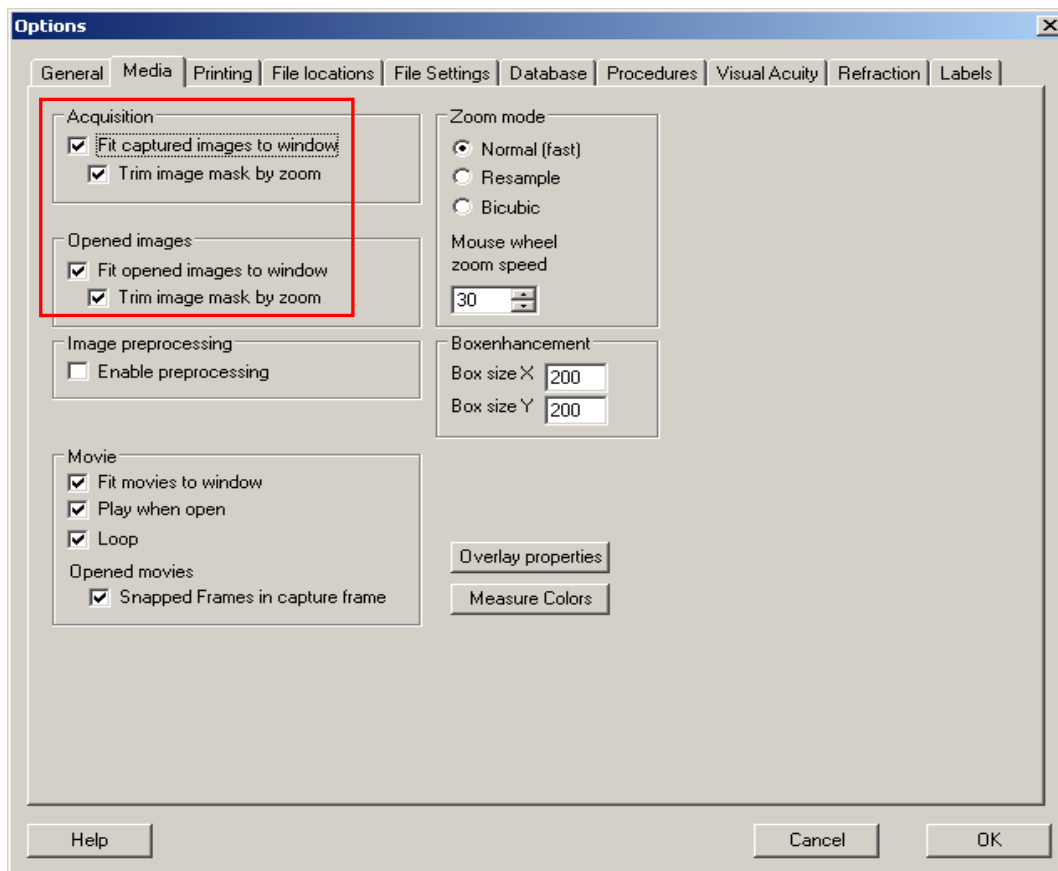 Options
General Media Printing File locations File Settings Database Procedures Visual Acuity Refraction Labels
Acquisition
Fit captured images to window
Trim image mask by zoom
Opened images
Fit opened images to window
Trim image mask by zoom
Image preprocessing
Enable preprocessing
Movie
Fit movies to window
Play when open
Loop
Opened movies
Snapped Frames in capture frame
Zoom mode
Normal (fast)
Resample
Bicubic
Mouse wheel
zoom speed
30
Boxenhancement
Box size X 200
Box size Y 200
Overlay properties
Measure Colors
Help Cancel OK